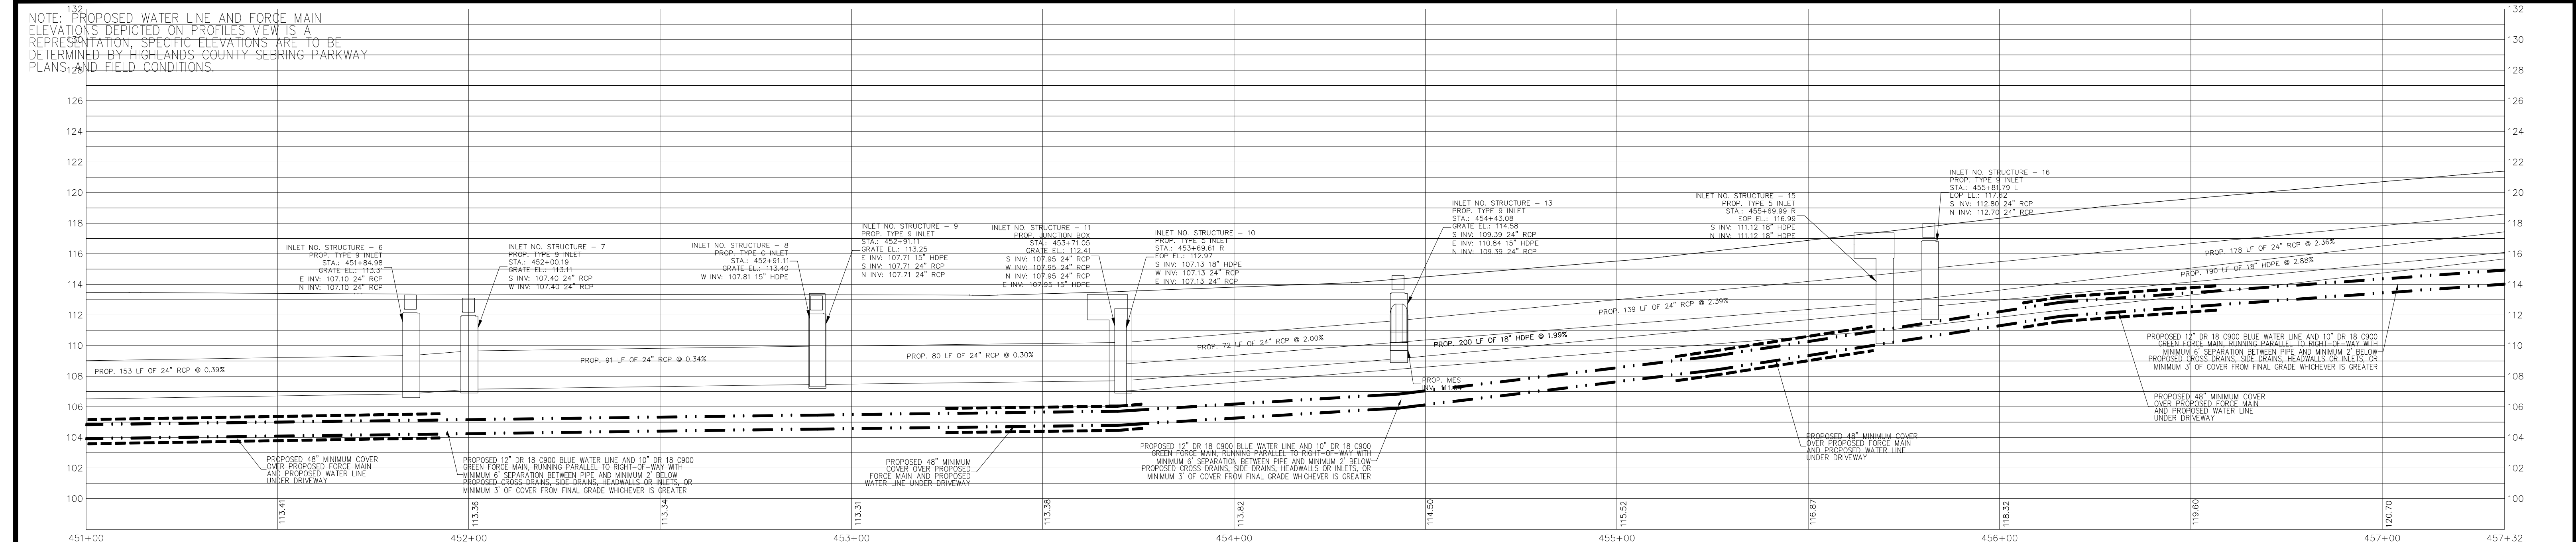 NOTE: PROPOSED WATER LINE AND FORCE MAIN
ELEVATIONS DEPICTED ON PROFILES VIEW IS A
REPRESENTATION, SPECIFIC ELEVATIONS ARE TO BE
DETERMINED BY HIGHLANDS COUNTY SEBRING PARKWAY
PLANS AND FIELD CONDITIONS.
132
130
128
126
124
122
120
118
116
114
112
110
108
106
104
102
100
INLET NO. STRUCTURE - 6
PROP. TYPE 9 INLET
STA.: 451+84.98
GRATE EL.: 113.31
E INV: 107.10 24" RCP
N INV: 107.10 24" RCP
INLET NO. STRUCTURE - 7
PROP. TYPE 9 INLET
STA.: 452+00.19
GRATE EL.: 113.11
S INV: 107.40 24" RCP
W INV: 107.40 24" RCP
INLET NO. STRUCTURE - 8
PROP. TYPE C INLET
STA.: 452+91.11
GRATE EL.: 113.40
W INV: 107.81 15" HDPE
INLET NO. STRUCTURE - 9
PROP. TYPE 9 INLET
STA.: 452+91.11
GRATE EL.: 113.25
E INV: 107.71 15" HDPE
S INV: 107.71 24" RCP
N INV: 107.71 24" RCP
INLET NO. STRUCTURE - 11
PROP. JUNCTION BOX
STA.: 453+71.05
GRATE EL.: 112.41
S INV: 107.95 24" RCP
W INV: 107.95 24" RCP
N INV: 107.95 24" RCP
E INV: 107.95 15" HDPE
INLET NO. STRUCTURE - 10
PROP. TYPE 5 INLET
STA.: 453+69.61 R
EOP EL.: 112.97
S INV: 107.13 18" HDPE
W INV: 107.13 24" RCP
E INV: 107.13 24" RCP
INLET NO. STRUCTURE - 13
PROP. TYPE 9 INLET
STA.: 454+43.08
GRATE EL.: 114.58
S INV: 109.39 24" RCP
E INV: 110.84 15" HDPE
N INV: 109.39 24" RCP
INLET NO. STRUCTURE - 15
PROP. TYPE 5 INLET
STA.: 455+69.99 R
EOP EL.: 116.99
S INV: 111.12 18" HDPE
N INV: 111.12 18" HDPE
INLET NO. STRUCTURE - 16
PROP. TYPE 9 INLET
STA.: 455+81.79 L
EOP EL.: 117.62
S INV: 112.80 24" RCP
N INV: 112.70 24" RCP
PROP. 153 LF OF 24" RCP @ 0.39%
PROP. 91 LF OF 24" RCP @ 0.34%
PROP. 80 LF OF 24" RCP @ 0.30%
PROP. 72 LF OF 24" RCP @ 2.00%
PROP. 200 LF OF 18" HDPE @ 1.99%
PROP. 139 LF OF 24" RCP @ 2.39%
PROP. 178 LF OF 24" RCP @ 2.36%
PROP. 190 LF OF 18" HDPE @ 2.88%
PROP. MES
PROPOSED 48" MINIMUM COVER
OVER PROPOSED FORCE MAIN
AND PROPOSED WATER LINE
UNDER DRIVEWAY
PROPOSED 12" DR 18 C900 BLUE WATER LINE AND 10" DR 18 C900
GREEN FORCE MAIN, RUNNING PARALLEL TO RIGHT-OF-WAY WITH
MINIMUM 6' SEPARATION BETWEEN PIPE AND MINIMUM 2' BELOW
PROPOSED CROSS DRAINS, SIDE DRAINS, HEADWALLS OR INLETS, OR
MINIMUM 3' OF COVER FROM FINAL GRADE WHICHEVER IS GREATER
PROPOSED 48" MINIMUM
COVER OVER PROPOSED
FORCE MAIN AND PROPOSED
WATER LINE UNDER DRIVEWAY
PROPOSED 12" DR 18 C900 BLUE WATER LINE AND 10" DR 18 C900
GREEN FORCE MAIN, RUNNING PARALLEL TO RIGHT-OF-WAY WITH
MINIMUM 6' SEPARATION BETWEEN PIPE AND MINIMUM 2' BELOW
PROPOSED CROSS DRAINS, SIDE DRAINS, HEADWALLS OR INLETS, OR
MINIMUM 3' OF COVER FROM FINAL GRADE WHICHEVER IS GREATER
PROPOSED 48" MINIMUM COVER
OVER PROPOSED FORCE MAIN
AND PROPOSED WATER LINE
UNDER DRIVEWAY
PROPOSED 12" DR 18 C900 BLUE WATER LINE AND 10" DR 18 C900
GREEN FORCE MAIN, RUNNING PARALLEL TO RIGHT-OF-WAY WITH
MINIMUM 6' SEPARATION BETWEEN PIPE AND MINIMUM 2' BELOW
PROPOSED CROSS DRAINS, SIDE DRAINS, HEADWALLS OR INLETS, OR
MINIMUM 3' OF COVER FROM FINAL GRADE WHICHEVER IS GREATER
PROPOSED 48" MINIMUM COVER
OVER PROPOSED FORCE MAIN
AND PROPOSED WATER LINE
UNDER DRIVEWAY
132
130
128
126
124
122
120
118
116
114
112
110
108
106
104
102
100
113.41
113.36
113.34
113.31
113.38
113.82
114.50
115.52
116.87
118.32
119.60
120.70
451+00
452+00
453+00
454+00
455+00
456+00
457+00
457+32